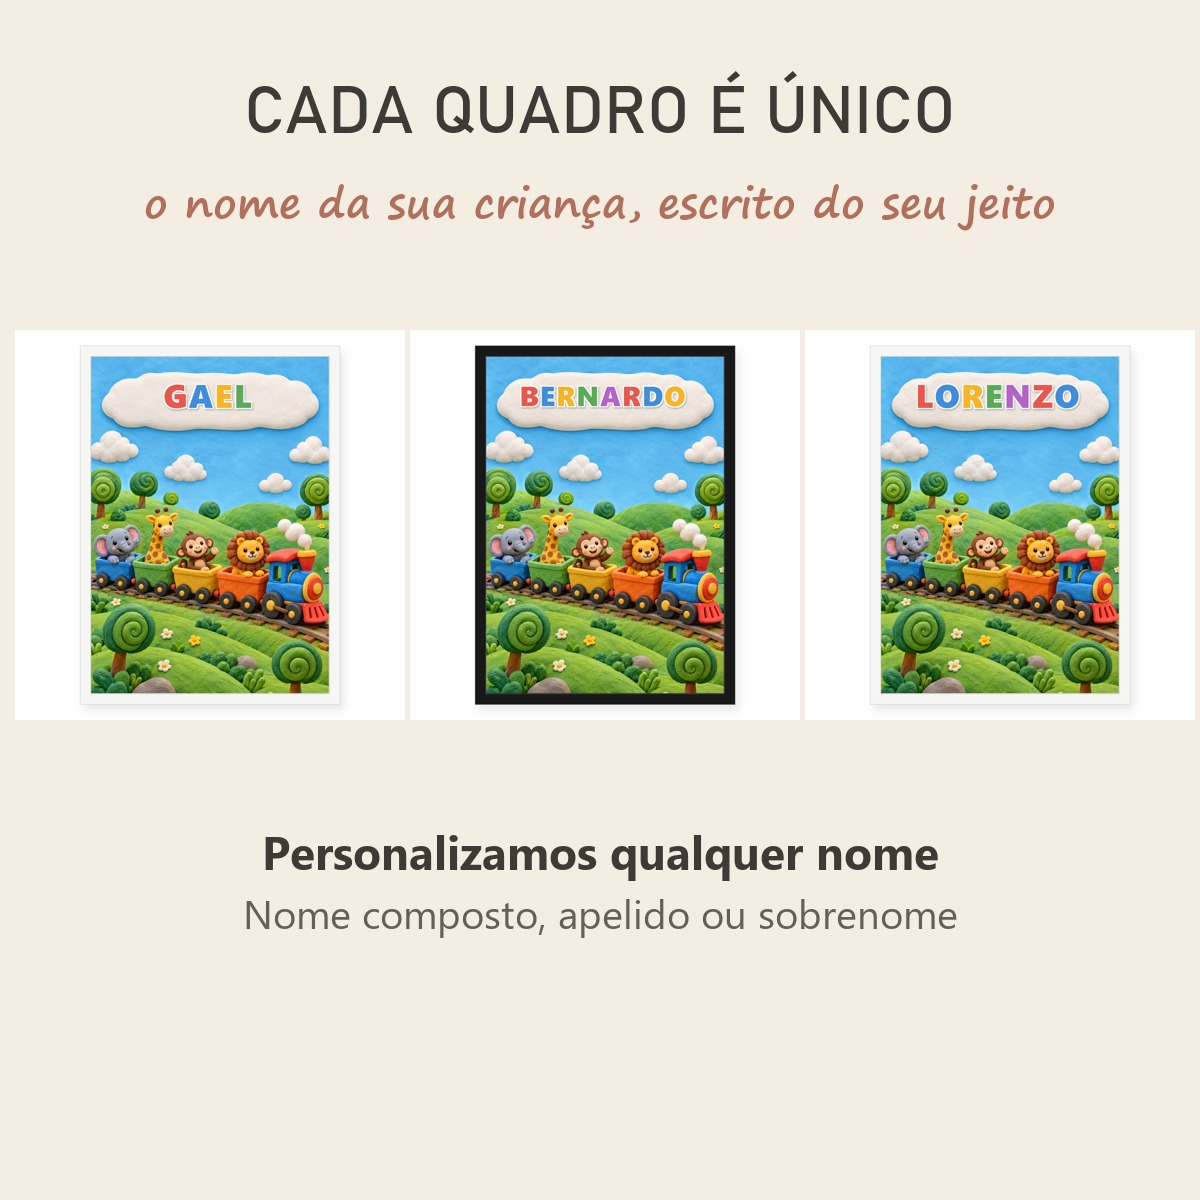 CADA QUADRO É ÚNICO
o nome da sua criança, escrito do seu jeito
GAEL
BERNARDO
LORENZO
Personalizamos qualquer nome
Nome composto, apelido ou sobrenome